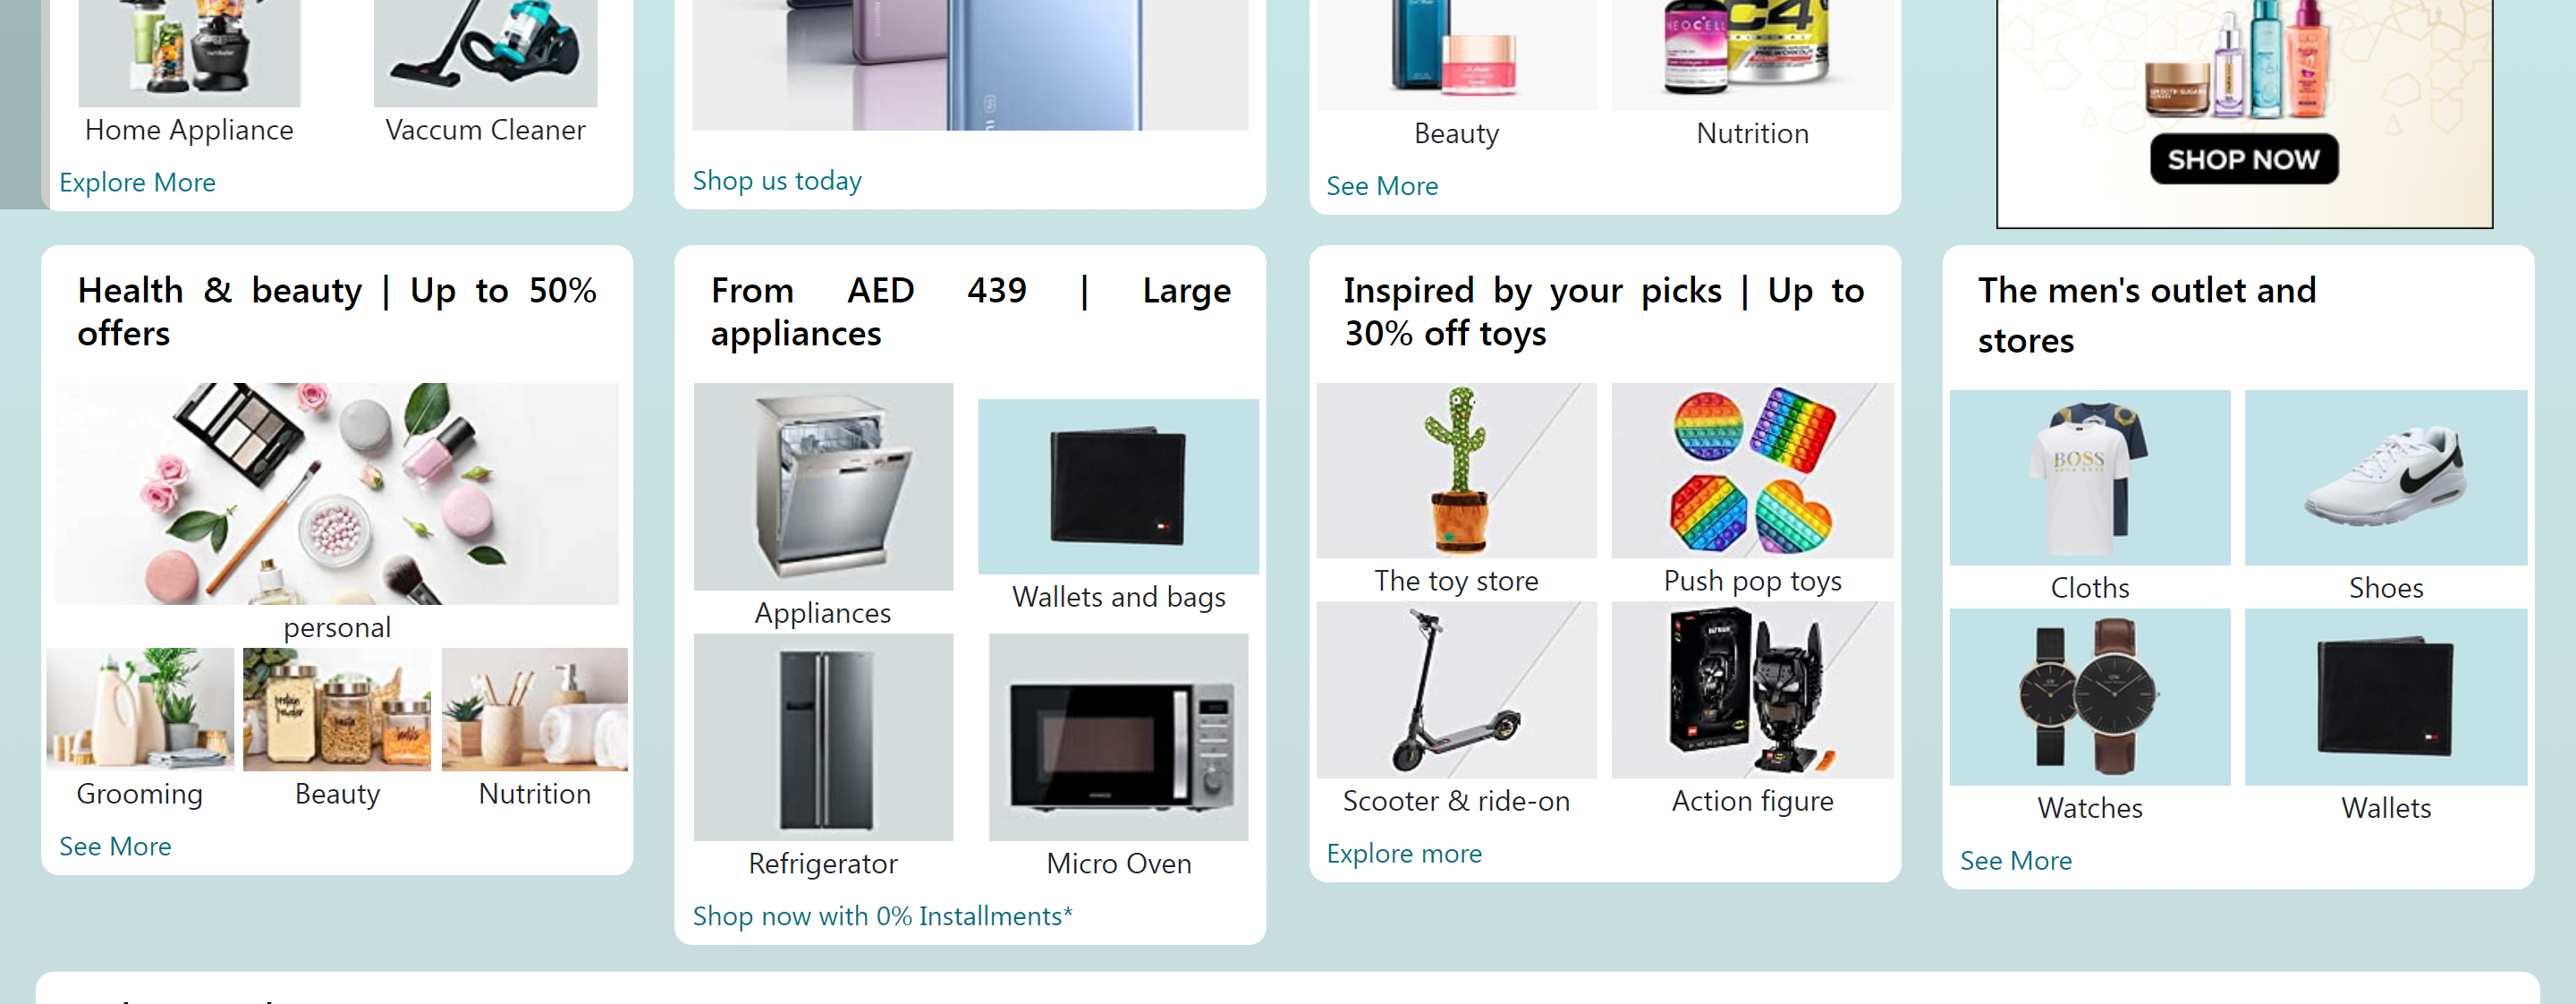 Home Appliance
Vaccum Cleaner
Explore More
Shop us today
NEOCELL
C4
Beauty
Nutrition
See More
SHOP NOW
Health & beauty | Up to 50%
offers
personal
Grooming
Beauty
Nutrition
See More
From AED 439 | Large
appliances
Appliances
Wallets and bags
Refrigerator
Micro Oven
Shop now with 0% Installments*
Inspired by your picks | Up to
30% off toys
The toy store
Push pop toys
Scooter & ride-on
Action figure
Explore more
The men's outlet and
stores
BOSS
Cloths
Shoes
Watches
Wallets
See More